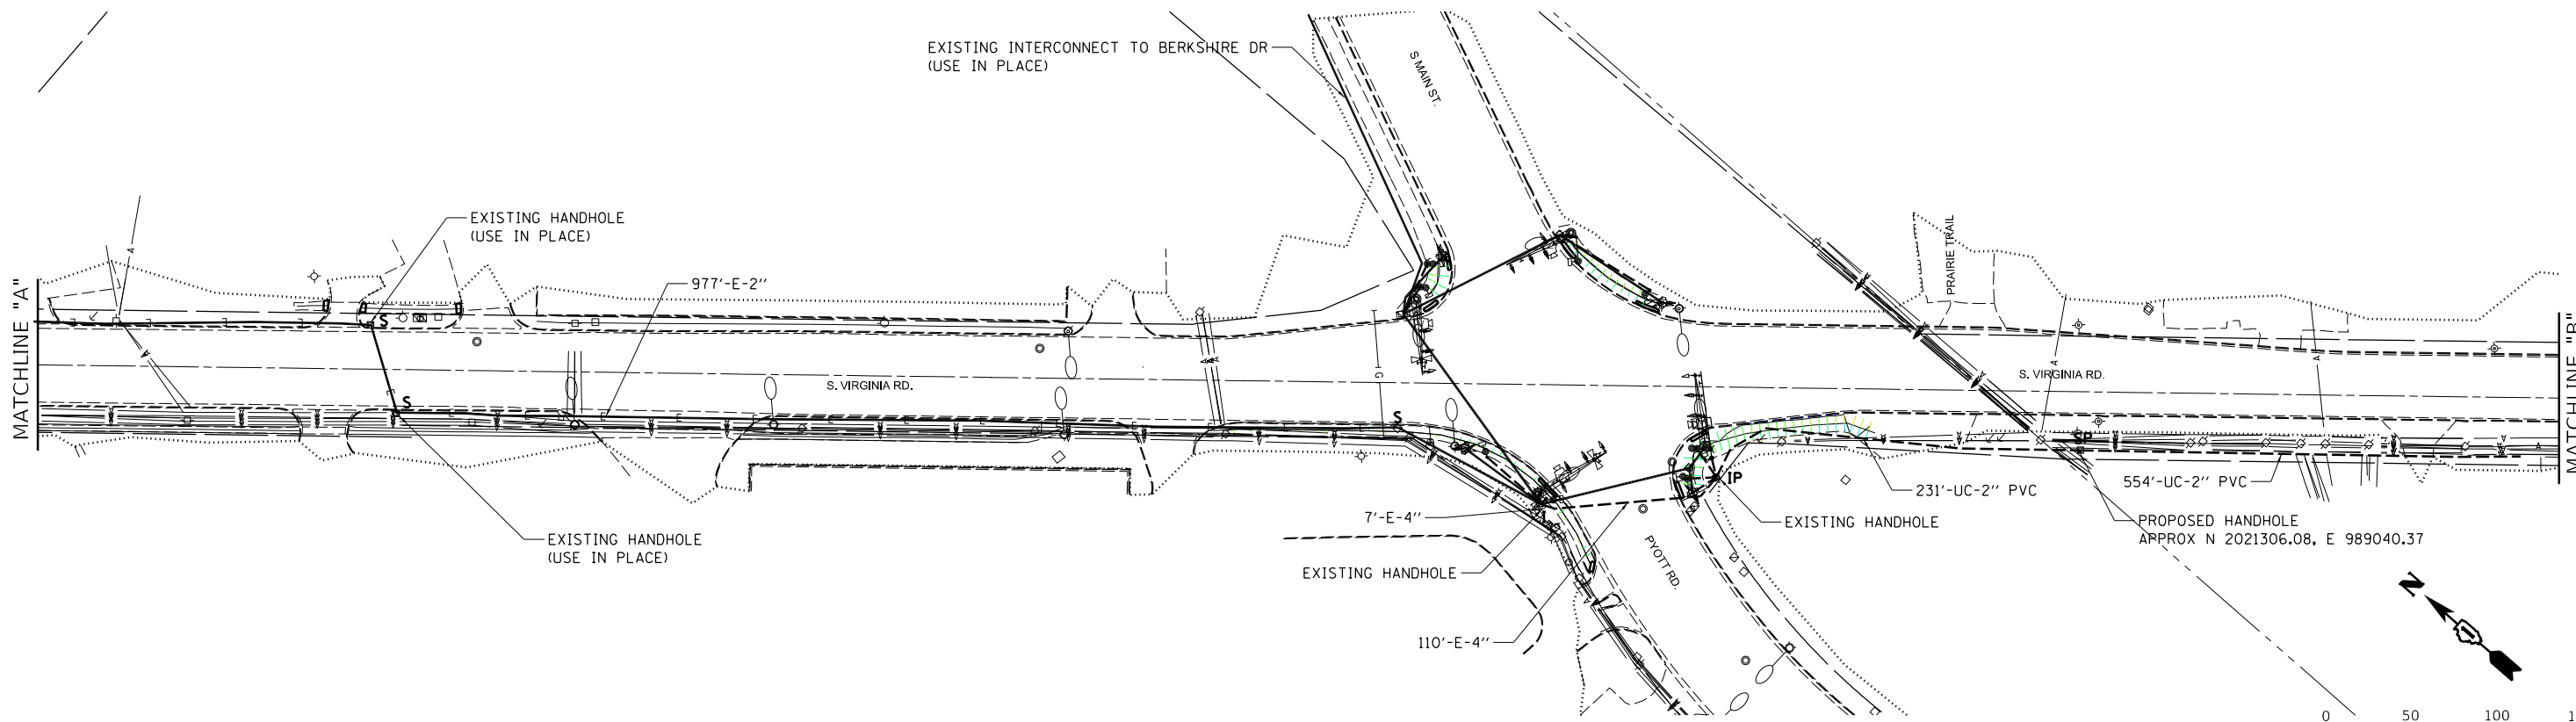 EXISTING INTERCONNECT TO BERKSHIRE DR
(USE IN PLACE)
S MAIN ST.
EXISTING HANDHOLE
(USE IN PLACE)
977'-E-2"
PRAIRIE TRAIL
MATCHLINE "A"
S
S
S. VIRGINIA RD.
G
S
S. VIRGINIA RD.
MATCHLINE "B"
SP
IP
231'-UC-2" PVC
554'-UC-2" PVC
7'-E-4"
EXISTING HANDHOLE
PROPOSED HANDHOLE
APPROX N 2021306.08, E 989040.37
EXISTING HANDHOLE
(USE IN PLACE)
EXISTING HANDHOLE
PYOTT RD.
110'-E-4"
N
0 50 100 1